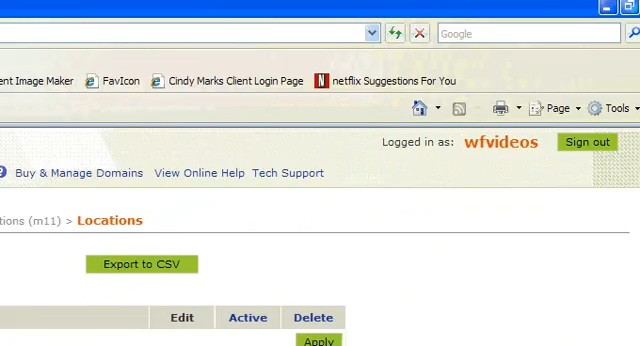 Google
ent Image Maker FavIcon Cindy Marks Client Login Page netflix Suggestions For You
Page Tools
Logged in as: wfvideos Sign out
? Buy & Manage Domains View Online Help Tech Support
tions (m11) > Locations
Export to CSV
Edit Active Delete
Apply